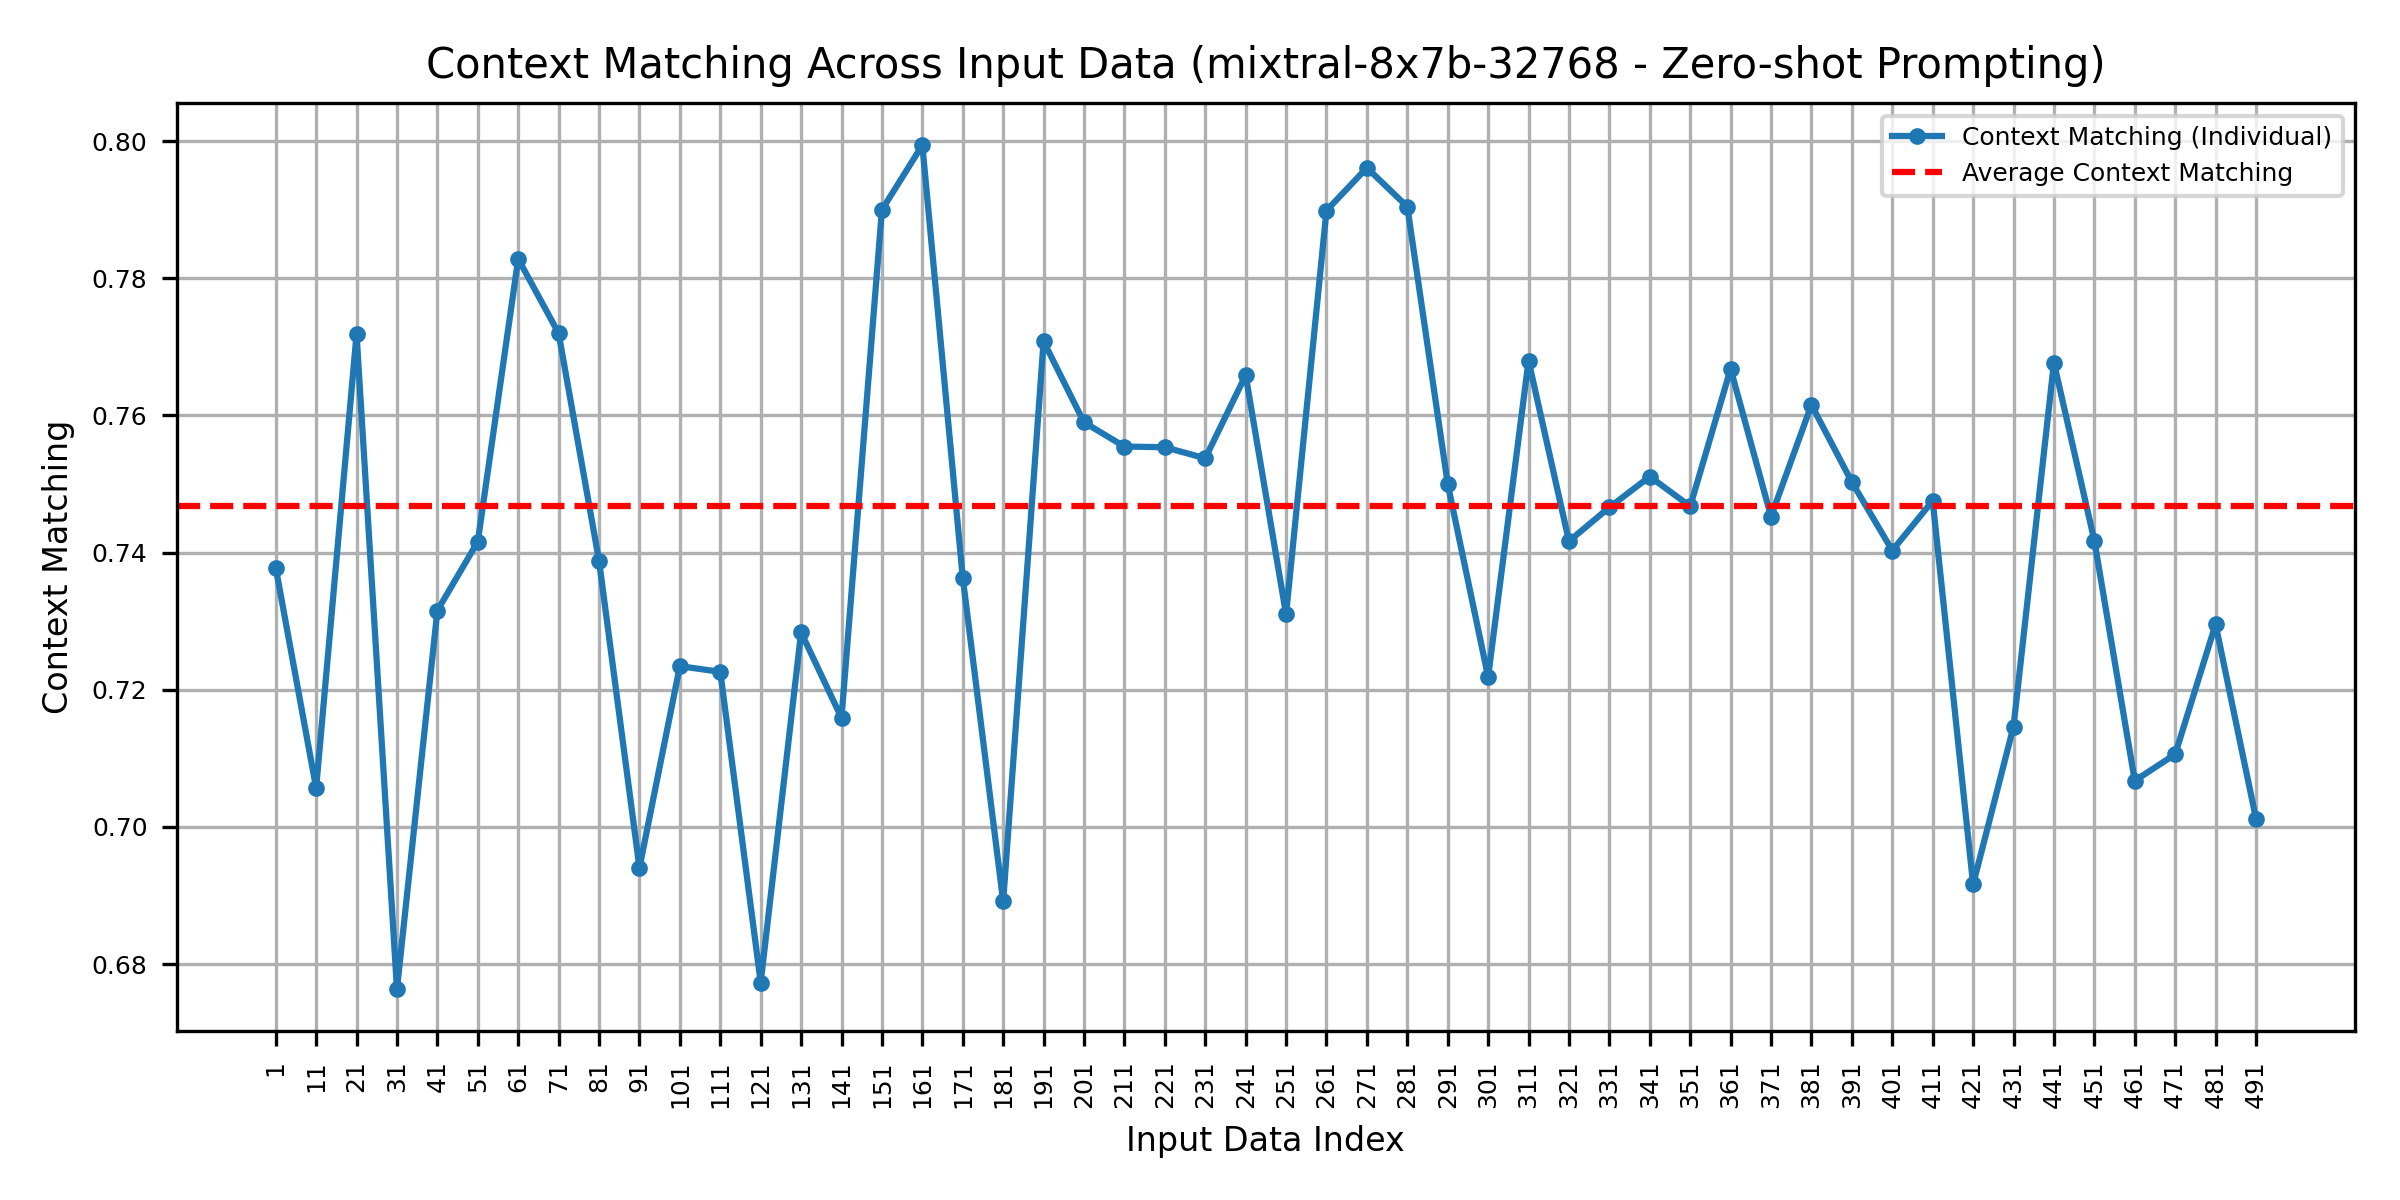 Context Matching Across Input Data (mixtral-8x7b-32768 - Zero-shot Prompting)
Context Matching (Individual)
Average Context Matching
Context Matching
0.80
0.78
0.76
0.74
0.72
0.70
0.68
1 11 21 31 41 51 61 71 81 91 101 111 121 131 141 151 161 171 181 191 201 211 221 231 241 251 261 271 281 291 301 311 321 331 341 351 361 371 381 391 401 411 421 431 441 451 461 471 481 491
Input Data Index